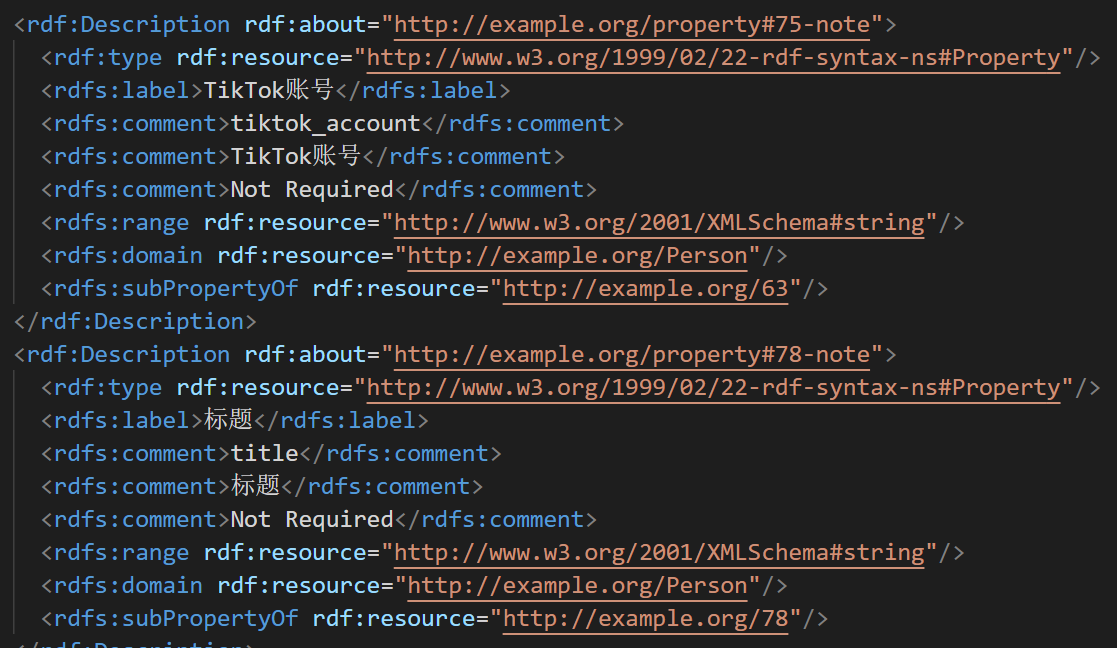 <rdf:Description rdf:about="http://example.org/property#75-note">
<rdf:type rdf:resource="http://www.w3.org/1999/02/22-rdf-syntax-ns#Property"/>
<rdfs:label>TikTok账号</rdfs:label>
<rdfs:comment>tiktok_account</rdfs:comment>
<rdfs:comment>TikTok账号</rdfs:comment>
<rdfs:comment>Not Required</rdfs:comment>
<rdfs:range rdf:resource="http://www.w3.org/2001/XMLSchema#string"/>
<rdfs:domain rdf:resource="http://example.org/Person"/>
<rdfs:subPropertyOf rdf:resource="http://example.org/63"/>
</rdf:Description>
<rdf:Description rdf:about="http://example.org/property#78-note">
<rdf:type rdf:resource="http://www.w3.org/1999/02/22-rdf-syntax-ns#Property"/>
<rdfs:label>标题</rdfs:label>
<rdfs:comment>title</rdfs:comment>
<rdfs:comment>标题</rdfs:comment>
<rdfs:comment>Not Required</rdfs:comment>
<rdfs:range rdf:resource="http://www.w3.org/2001/XMLSchema#string"/>
<rdfs:domain rdf:resource="http://example.org/Person"/>
<rdfs:subPropertyOf rdf:resource="http://example.org/78"/>
</rdf:Description>